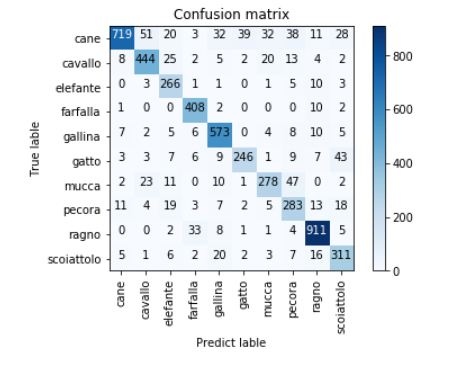 Confusion matrix
cane 719 51 20 3 32 39 32 38 11 28
cavallo 8 444 25 2 5 2 20 13 4 2
elefante 0 3 266 1 1 0 1 5 10 3
farfalla 1 0 0 408 2 0 0 0 10 2
gallina 7 2 5 6 573 0 4 8 10 5
gatto 3 3 7 6 9 246 1 9 7 43
mucca 2 23 11 0 10 1 278 47 0 2
pecora 11 4 19 3 7 2 5 283 13 18
ragno 0 0 2 33 8 1 1 4 911 5
scoiattolo 5 1 6 2 20 2 3 7 16 311
True lable
cane cavallo elefante farfalla gallina gatto mucca pecora ragno scoiattolo
Predict lable
800
600
400
200
0